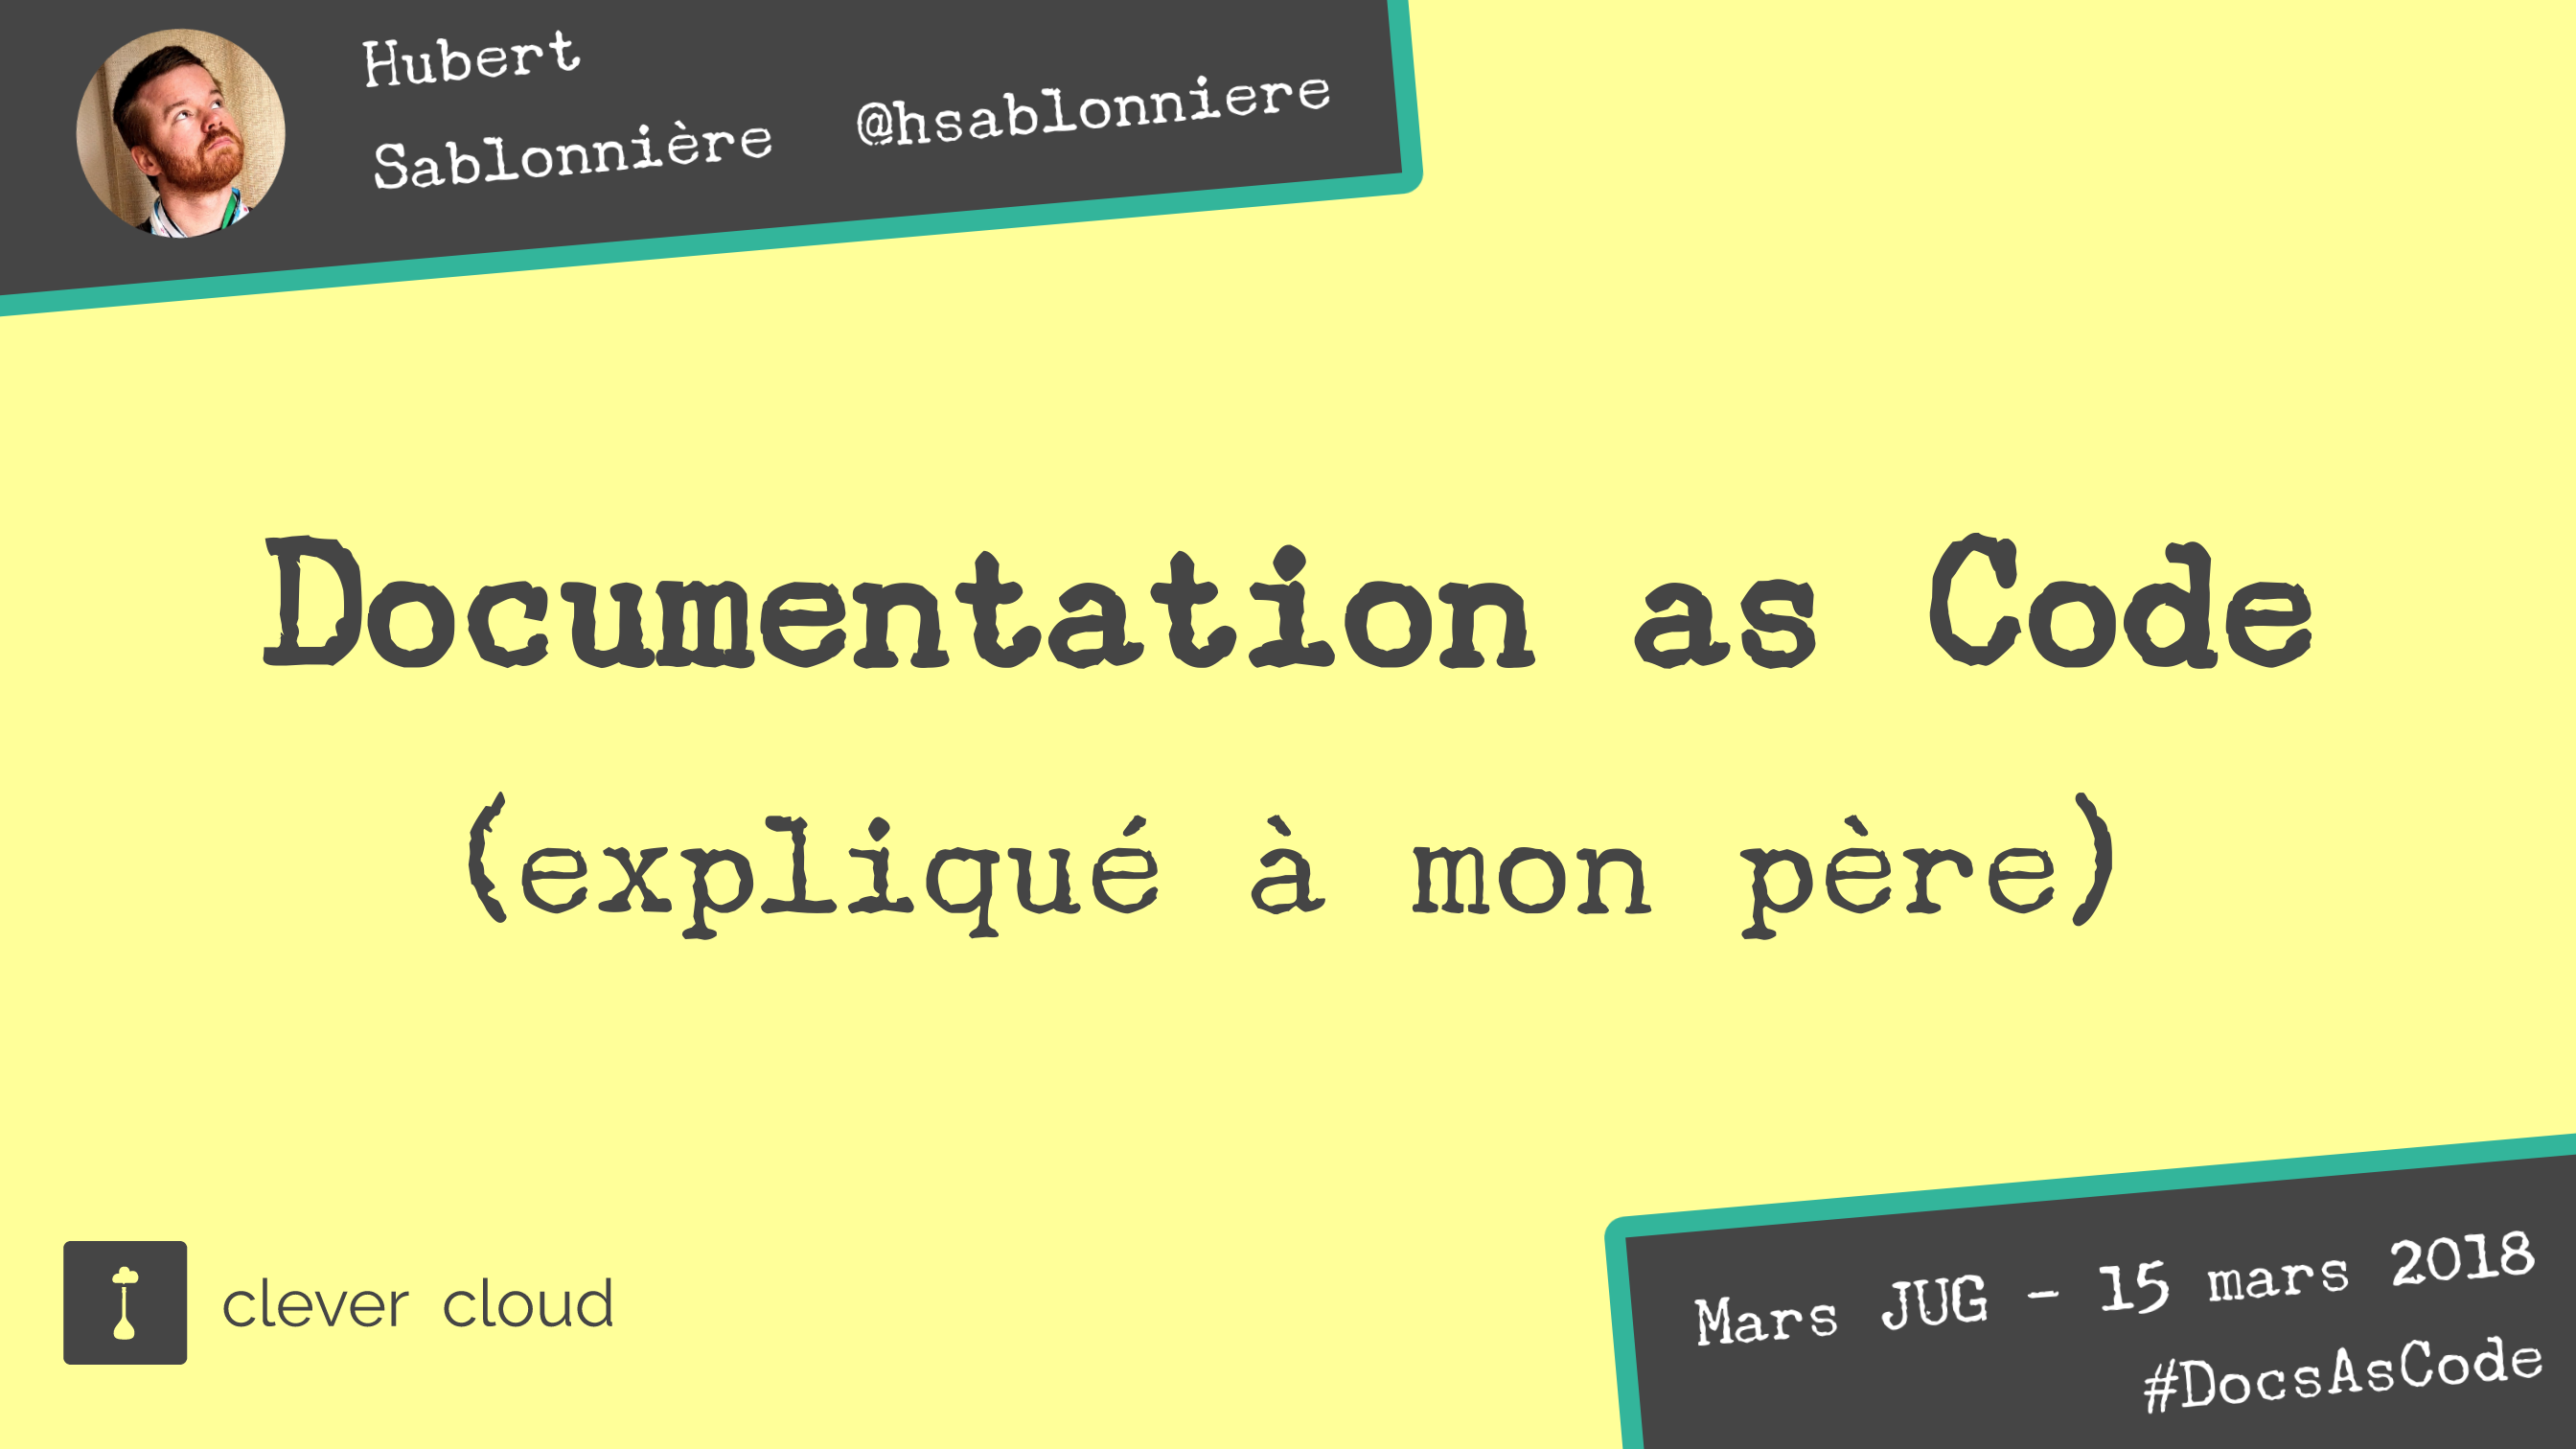 Hubert
Sablonnière @hsablonniere
Documentation as Code
(expliqué à mon père)
clever cloud
Mars JUG - 15 mars 2018
#DocsAsCode